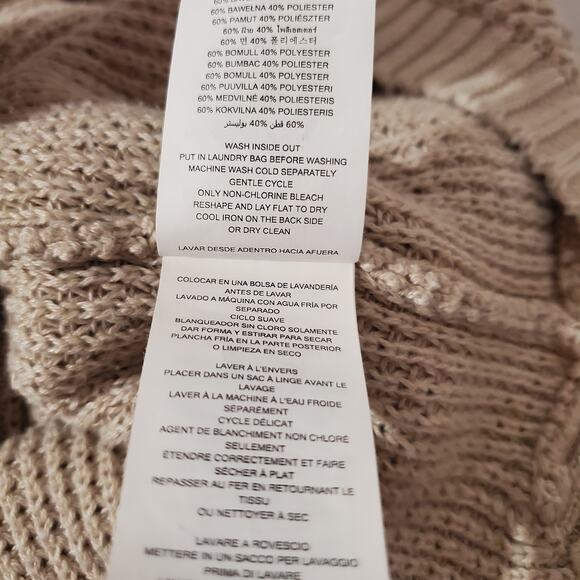 60% BAWEŁNA 40% POLIESTER
60% PAMUT 40% POLIÉSZTER
60% ฝ้าย 40% โพลีเอสเตอร์
60% 면 40% 폴리에스터
60% BOMULL 40% POLYESTER
60% BUMBAC 40% POLIESTER
60% BOMULL 40% POLYESTER
60% PUUVILLA 40% POLYESTERI
60% MEDVILNĖ 40% POLIESTERIS
60% KOKVILNA 40% POLIESTERIS
60% قطن 40% بوليستر
WASH INSIDE OUT
PUT IN LAUNDRY BAG BEFORE WASHING
MACHINE WASH COLD SEPARATELY
GENTLE CYCLE
ONLY NON-CHLORINE BLEACH
RESHAPE AND LAY FLAT TO DRY
COOL IRON ON THE BACK SIDE
OR DRY CLEAN
LAVAR DESDE ADENTRO HACIA AFUERA
COLOCAR EN UNA BOLSA DE LAVANDERÍA
ANTES DE LAVAR
LAVADO A MÁQUINA CON AGUA FRÍA POR
SEPARADO
CICLO SUAVE
BLANQUEADOR SIN CLORO SOLAMENTE
DAR FORMA Y ESTIRAR PARA SECAR
PLANCHA FRÍA EN LA PARTE POSTERIOR
O LIMPIEZA EN SECO
LAVER À L'ENVERS
PLACER DANS UN SAC À LINGE AVANT LE
LAVAGE
LAVER À LA MACHINE À L'EAU FROIDE
SÉPARÉMENT
CYCLE DÉLICAT
AGENT DE BLANCHIMENT NON CHLORÉ
SEULEMENT
ÉTENDRE CORRECTEMENT ET FAIRE
SÉCHER À PLAT
REPASSER AU FER EN RETOURNANT LE
TISSU
OU NETTOYER À SEC
LAVARE A ROVESCIO
METTERE IN UN SACCO PER LAVAGGIO
PRIMA DI LAVARE